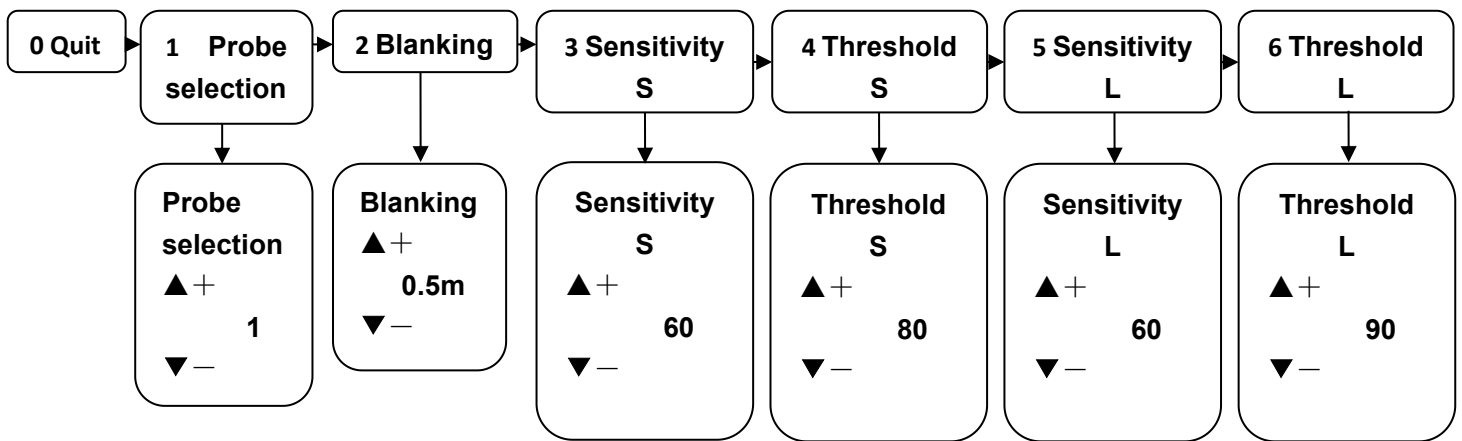 0 Quit
1 Probe
selection
2 Blanking
3 Sensitivity
S
4 Threshold
S
5 Sensitivity
L
6 Threshold
L
Probe
selection
▲+
1
▼−
Blanking
▲+
0.5m
▼−
Sensitivity
S
▲+
60
▼−
Threshold
S
▲+
80
▼−
Sensitivity
L
▲+
60
▼−
Threshold
L
▲+
90
▼−